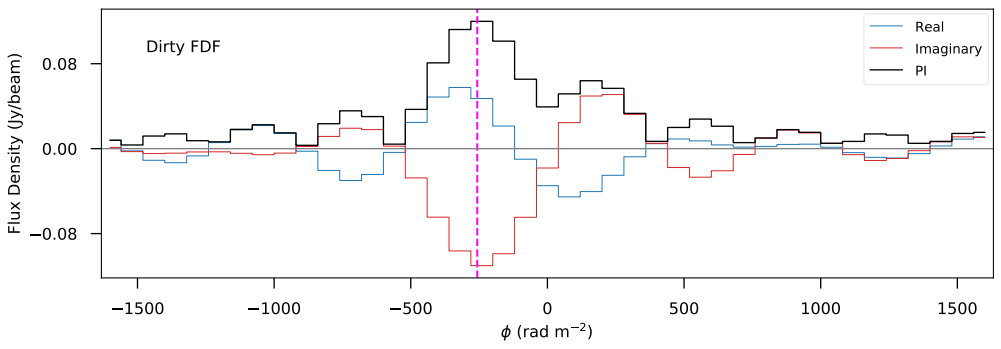 Dirty FDF
Real
Imaginary
PI
Flux Density (Jy/beam)
0.08
0.00
−0.08
−1500 −1000 −500 0 500 1000 1500
ϕ (rad m⁻²)